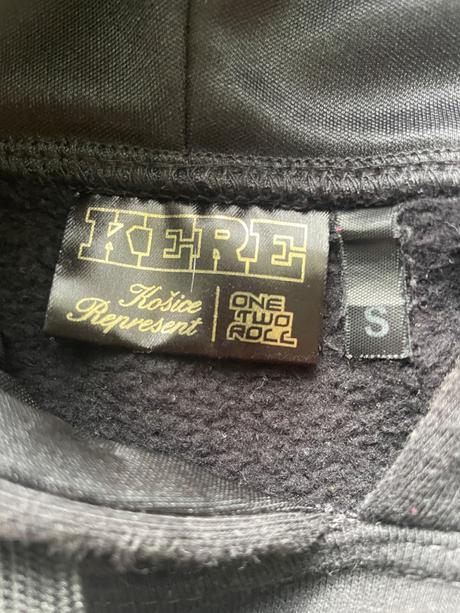 KERE
Košice
Represent
ONE
TWO
ROLL
S